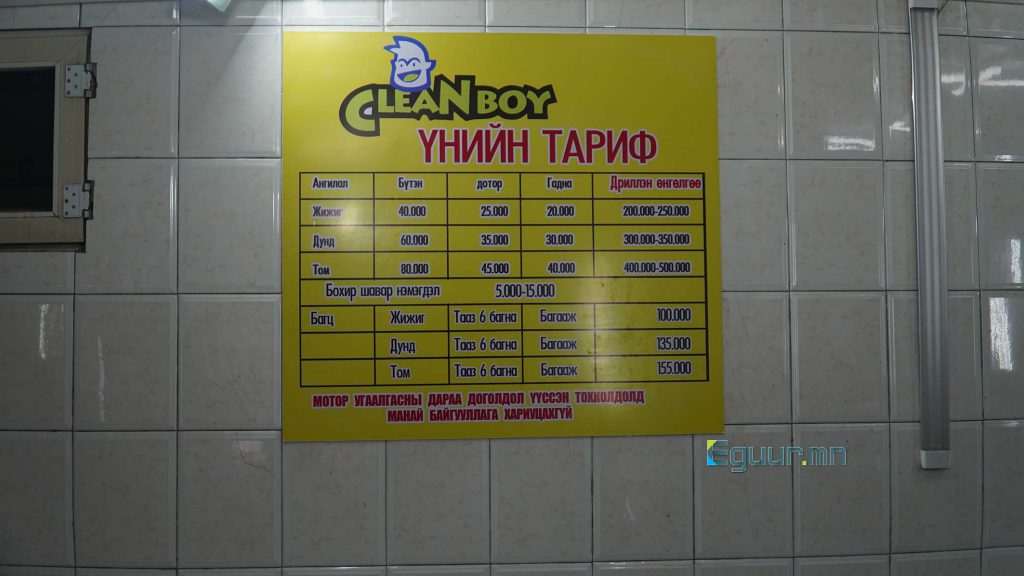 CLEANBOY
ҮНИЙН ТАРИФ
Ангилал Бүтэн дотор Гадна Дриллэн өнгөлгөө
Жижиг 40.000 25.000 20.000 200.000-250.000
Дунд 60.000 35.000 30.000 300.000-350.000
Том 80.000 45.000 40.000 400.000-500.000
Бохир шавар нэмэгдэл 5.000-15.000
Багц Жижиг Тааз 6 багна Багааж 100.000
Дунд Тааз 6 багна Багааж 135.000
Том Тааз 6 багна Багааж 155.000
МОТОР УГААЛГАСНЫ ДАРАА ДОГОЛДОЛ ҮҮССЭН ТОХИОЛДОЛД
МАНАЙ БАЙГУУЛЛАГА ХАРИУЦАХГҮЙ
Eguur.mn